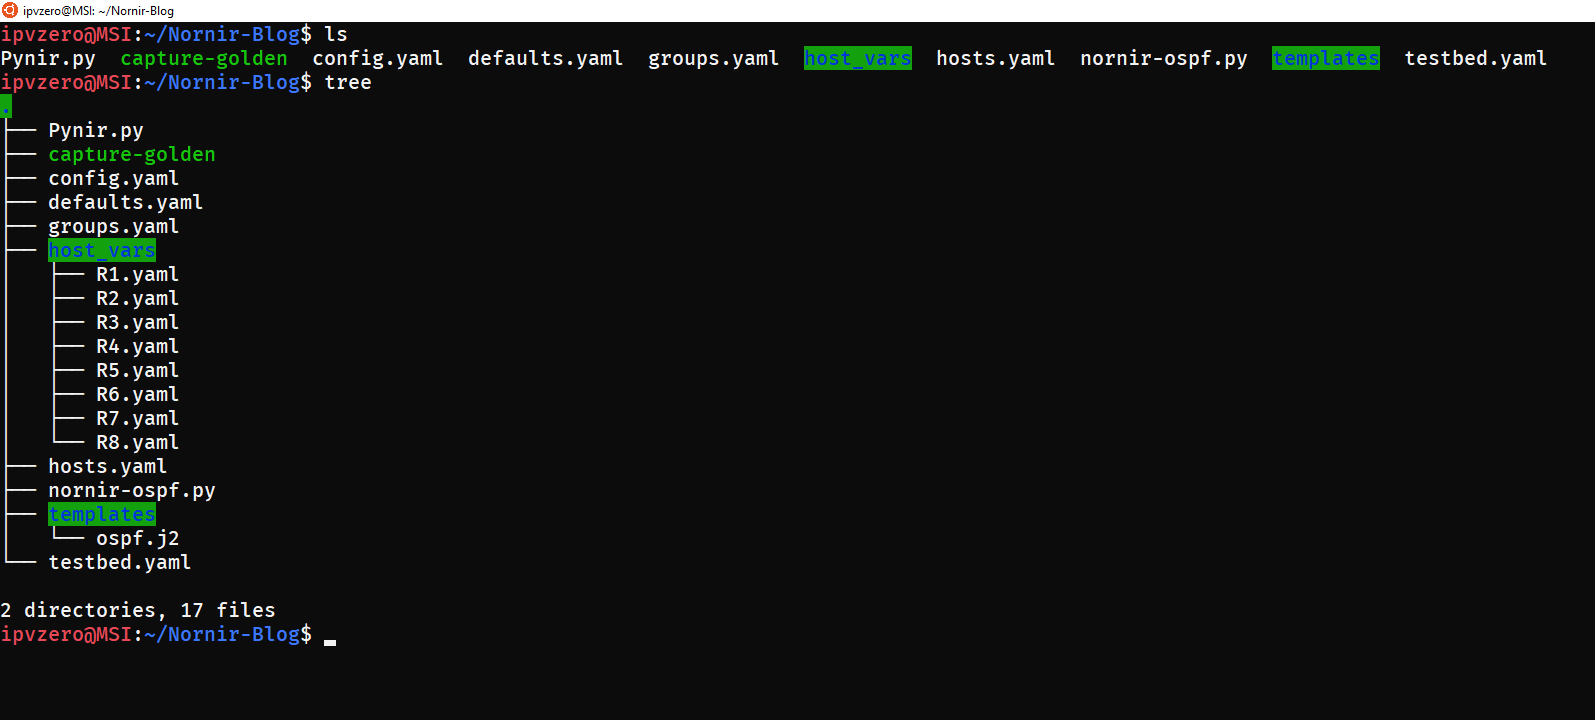 ipvzero@MSI: ~/Nornir-Blog
ipvzero@MSI:~/Nornir-Blog$ ls
Pynir.py  capture-golden  config.yaml  defaults.yaml  groups.yaml  host_vars  hosts.yaml  nornir-ospf.py  templates  testbed.yaml
ipvzero@MSI:~/Nornir-Blog$ tree
.
├── Pynir.py
├── capture-golden
├── config.yaml
├── defaults.yaml
├── groups.yaml
├── host_vars
│   ├── R1.yaml
│   ├── R2.yaml
│   ├── R3.yaml
│   ├── R4.yaml
│   ├── R5.yaml
│   ├── R6.yaml
│   ├── R7.yaml
│   └── R8.yaml
├── hosts.yaml
├── nornir-ospf.py
├── templates
│   └── ospf.j2
└── testbed.yaml
2 directories, 17 files
ipvzero@MSI:~/Nornir-Blog$